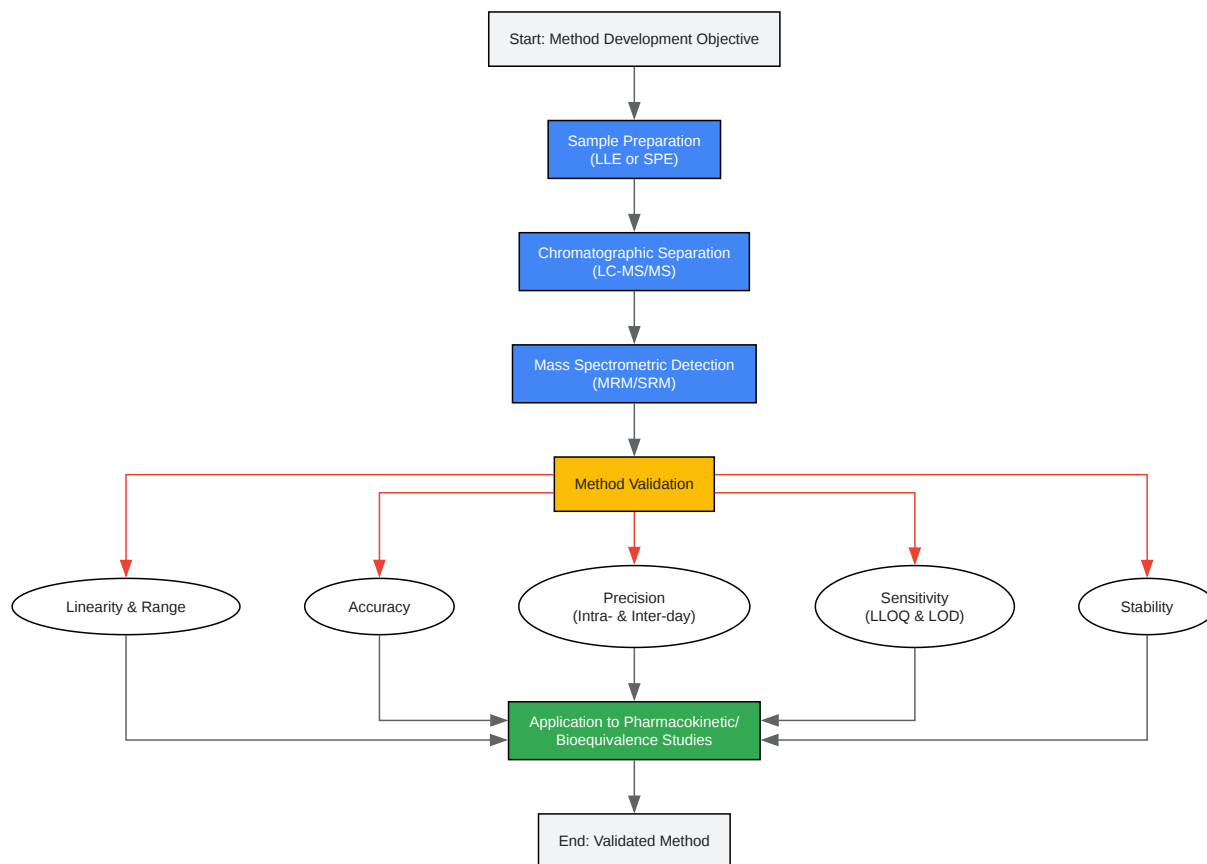 Start: Method Development Objective
Sample Preparation
(LLE or SPE)
Chromatographic Separation
(LC-MS/MS)
Mass Spectrometric Detection
(MRM/SRM)
Method Validation
Linearity & Range
Accuracy
Precision
(Intra- & Inter-day)
Sensitivity
(LLOQ & LOD)
Stability
Application to Pharmacokinetic/
Bioequivalence Studies
End: Validated Method